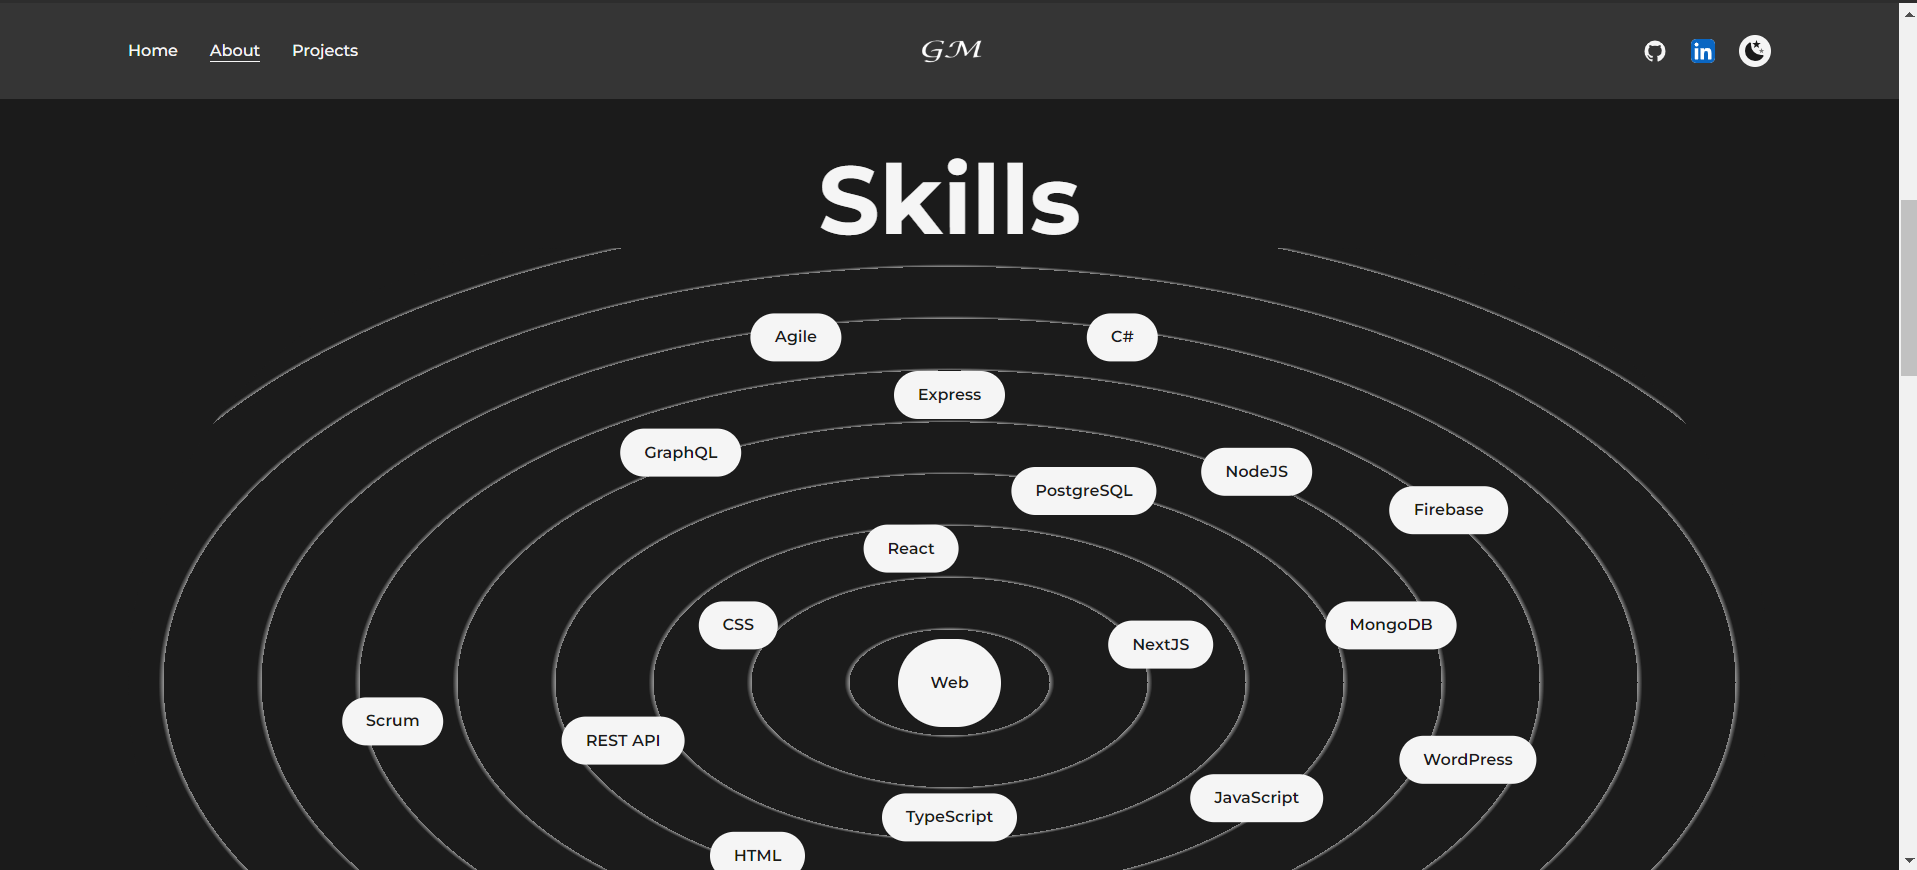 Home About Projects
GM
in
Skills
Agile
C#
Express
GraphQL
NodeJS
PostgreSQL
Firebase
React
CSS
MongoDB
NextJS
Web
Scrum
REST API
WordPress
JavaScript
TypeScript
HTML